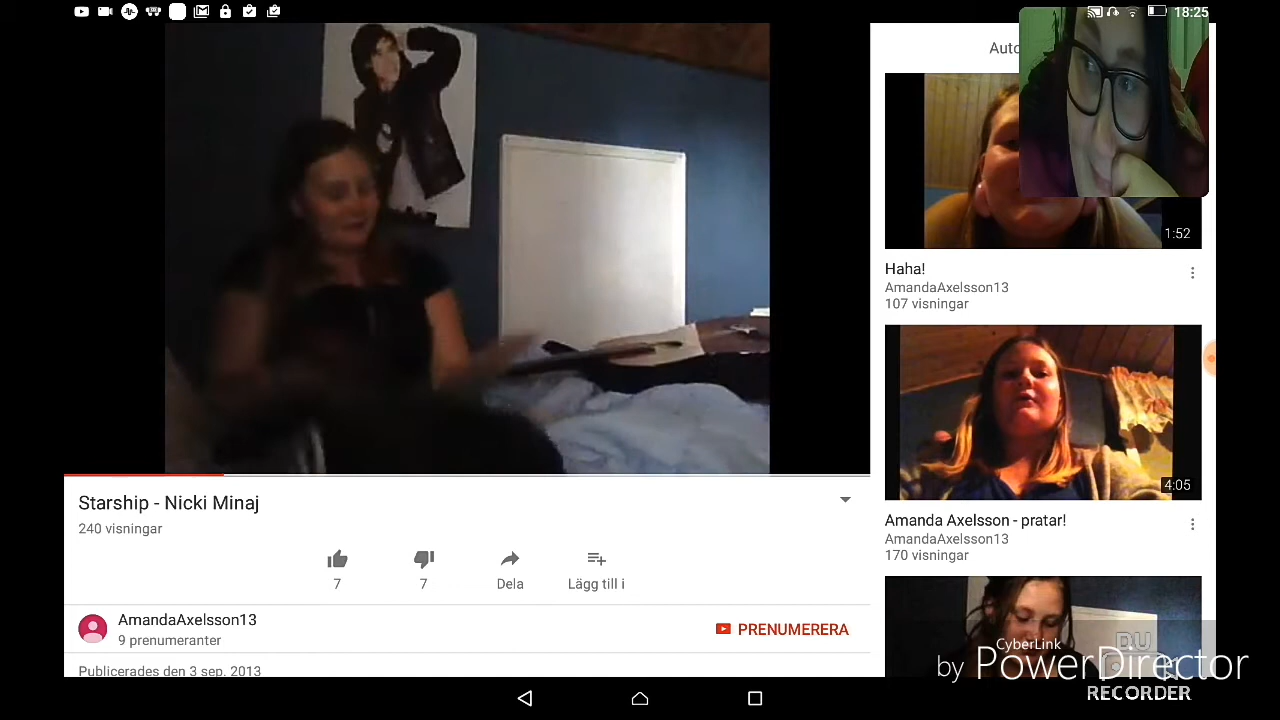 18:25
Auto
1:52
Haha!
AmandaAxelsson13
107 visningar
4:05
Amanda Axelsson - pratar!
AmandaAxelsson13
170 visningar
Starship - Nicki Minaj
240 visningar
7
7
Dela
Lägg till i
AmandaAxelsson13
9 prenumeranter
PRENUMERERA
Publicerades den 3 sep. 2013
CyberLink
by PowerDirector
DU
RECORDER